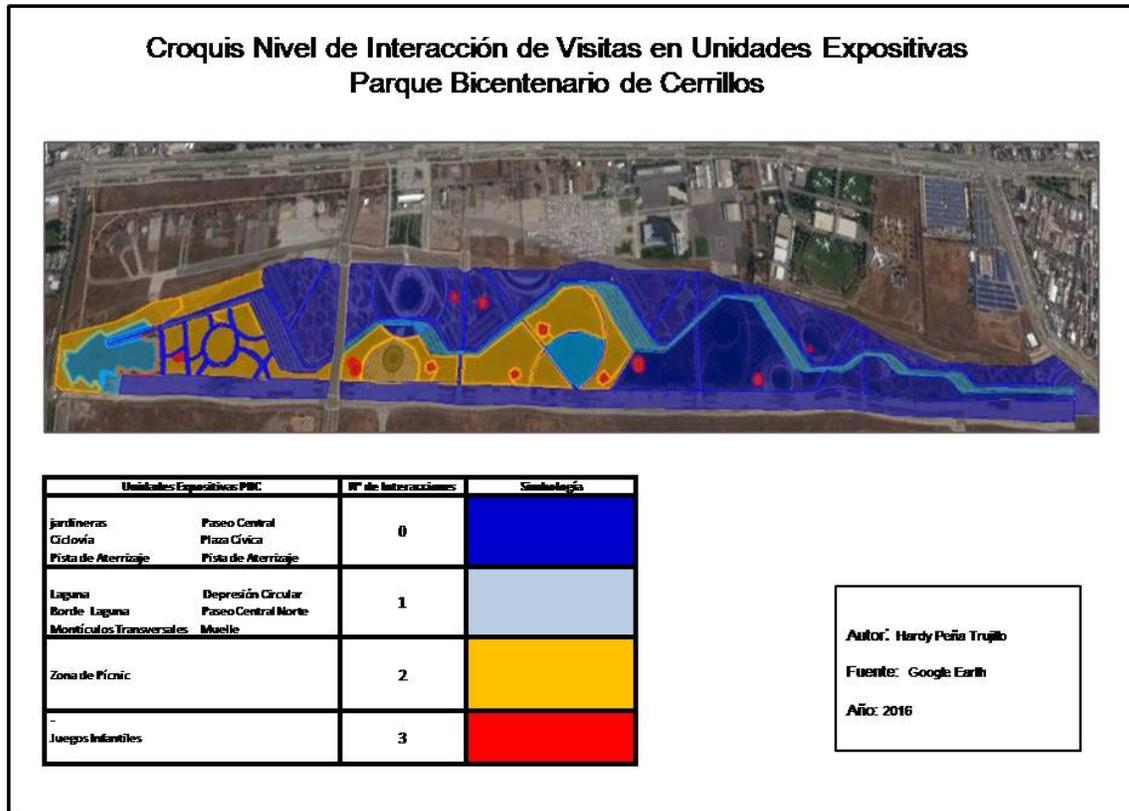 Croquis Nivel de Interacción de Visitas en Unidades Expositivas
Parque Bicentenario de Cerrillos
Unidades Expositivas PBC N° de Interacciones Simbología
jardineras Paseo Central
Ciclovía Plaza Cívica
Pista de Aterrizaje Pista de Aterrizaje
0
Laguna Depresión Circular
Borde Laguna Paseo Central Norte
Montículos Transversales Muelle
1
Zona de Pícnic 2
-
Juegos Infantiles 3
Autor: Hardy Peña Trujillo
Fuente: Google Earth
Año: 2016